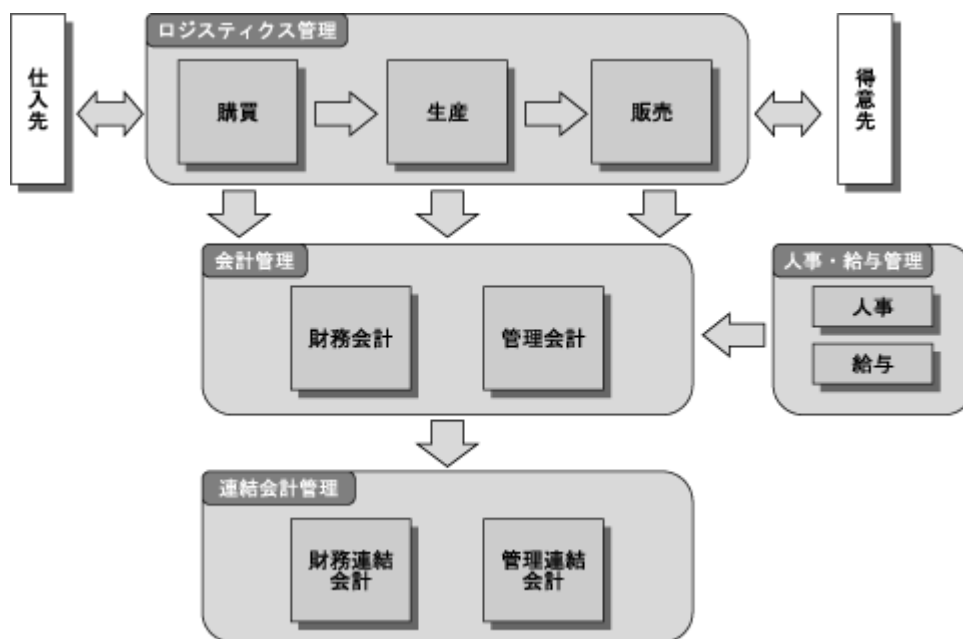 ロジスティクス管理
仕入先
購買
生産
販売
得意先
会計管理
財務会計
管理会計
人事・給与管理
人事
給与
連結会計管理
財務連結
会計
管理連結
会計